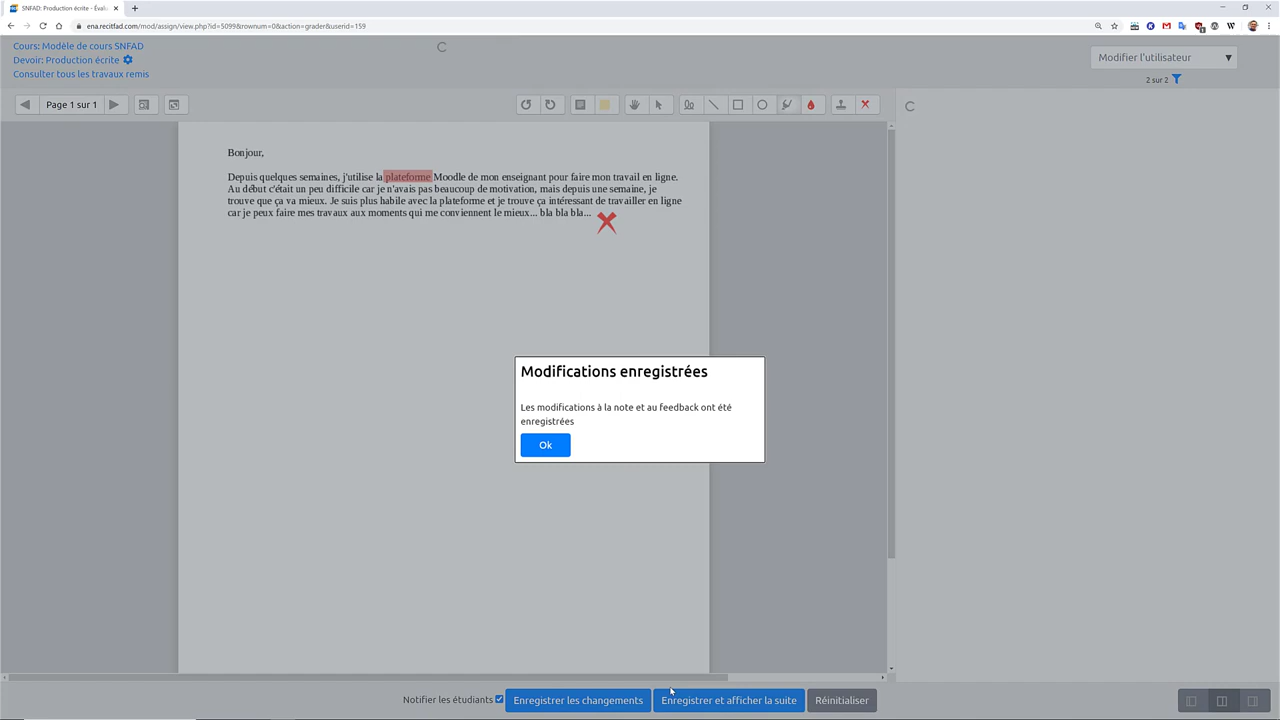 SNFAD: Production écrite - Évalu
ena.recitfad.com/mod/assign/view.php?id=5099&rownum=0&action=grader&userid=159
Cours: Modèle de cours SNFAD
Devoir: Production écrite
Consulter tous les travaux remis
Modifier l'utilisateur
2 sur 2
Page 1 sur 1
Bonjour,
Depuis quelques semaines, j'utilise la plateforme Moodle de mon enseignant pour faire mon travail en ligne.
Au début c'était un peu difficile car je n'avais pas beaucoup de motivation, mais depuis une semaine, je
trouve que ça va mieux. Je suis plus habile avec la plateforme et je trouve ça intéressant de travailler en ligne
car je peux faire mes travaux aux moments qui me conviennent le mieux... bla bla bla...
Modifications enregistrées
Les modifications à la note et au feedback ont été
enregistrées
Ok
Notifier les étudiants
Enregistrer les changements
Enregistrer et afficher la suite
Réinitialiser